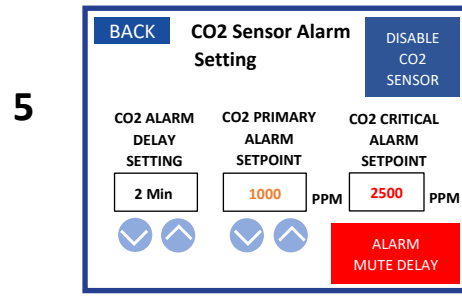 5
BACK
CO2 Sensor Alarm
Setting
DISABLE
CO2
SENSOR
CO2 ALARM
DELAY
SETTING
2 Min
CO2 PRIMARY
ALARM
SETPOINT
1000 PPM
CO2 CRITICAL
ALARM
SETPOINT
2500 PPM
ALARM
MUTE DELAY